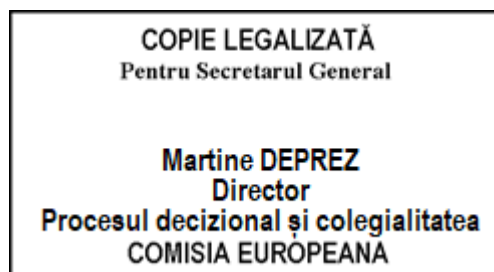 COPIE LEGALIZATĂ
Pentru Secretarul General
Martine DEPREZ
Director
Procesul decizional și colegialitatea
COMISIA EUROPEANA